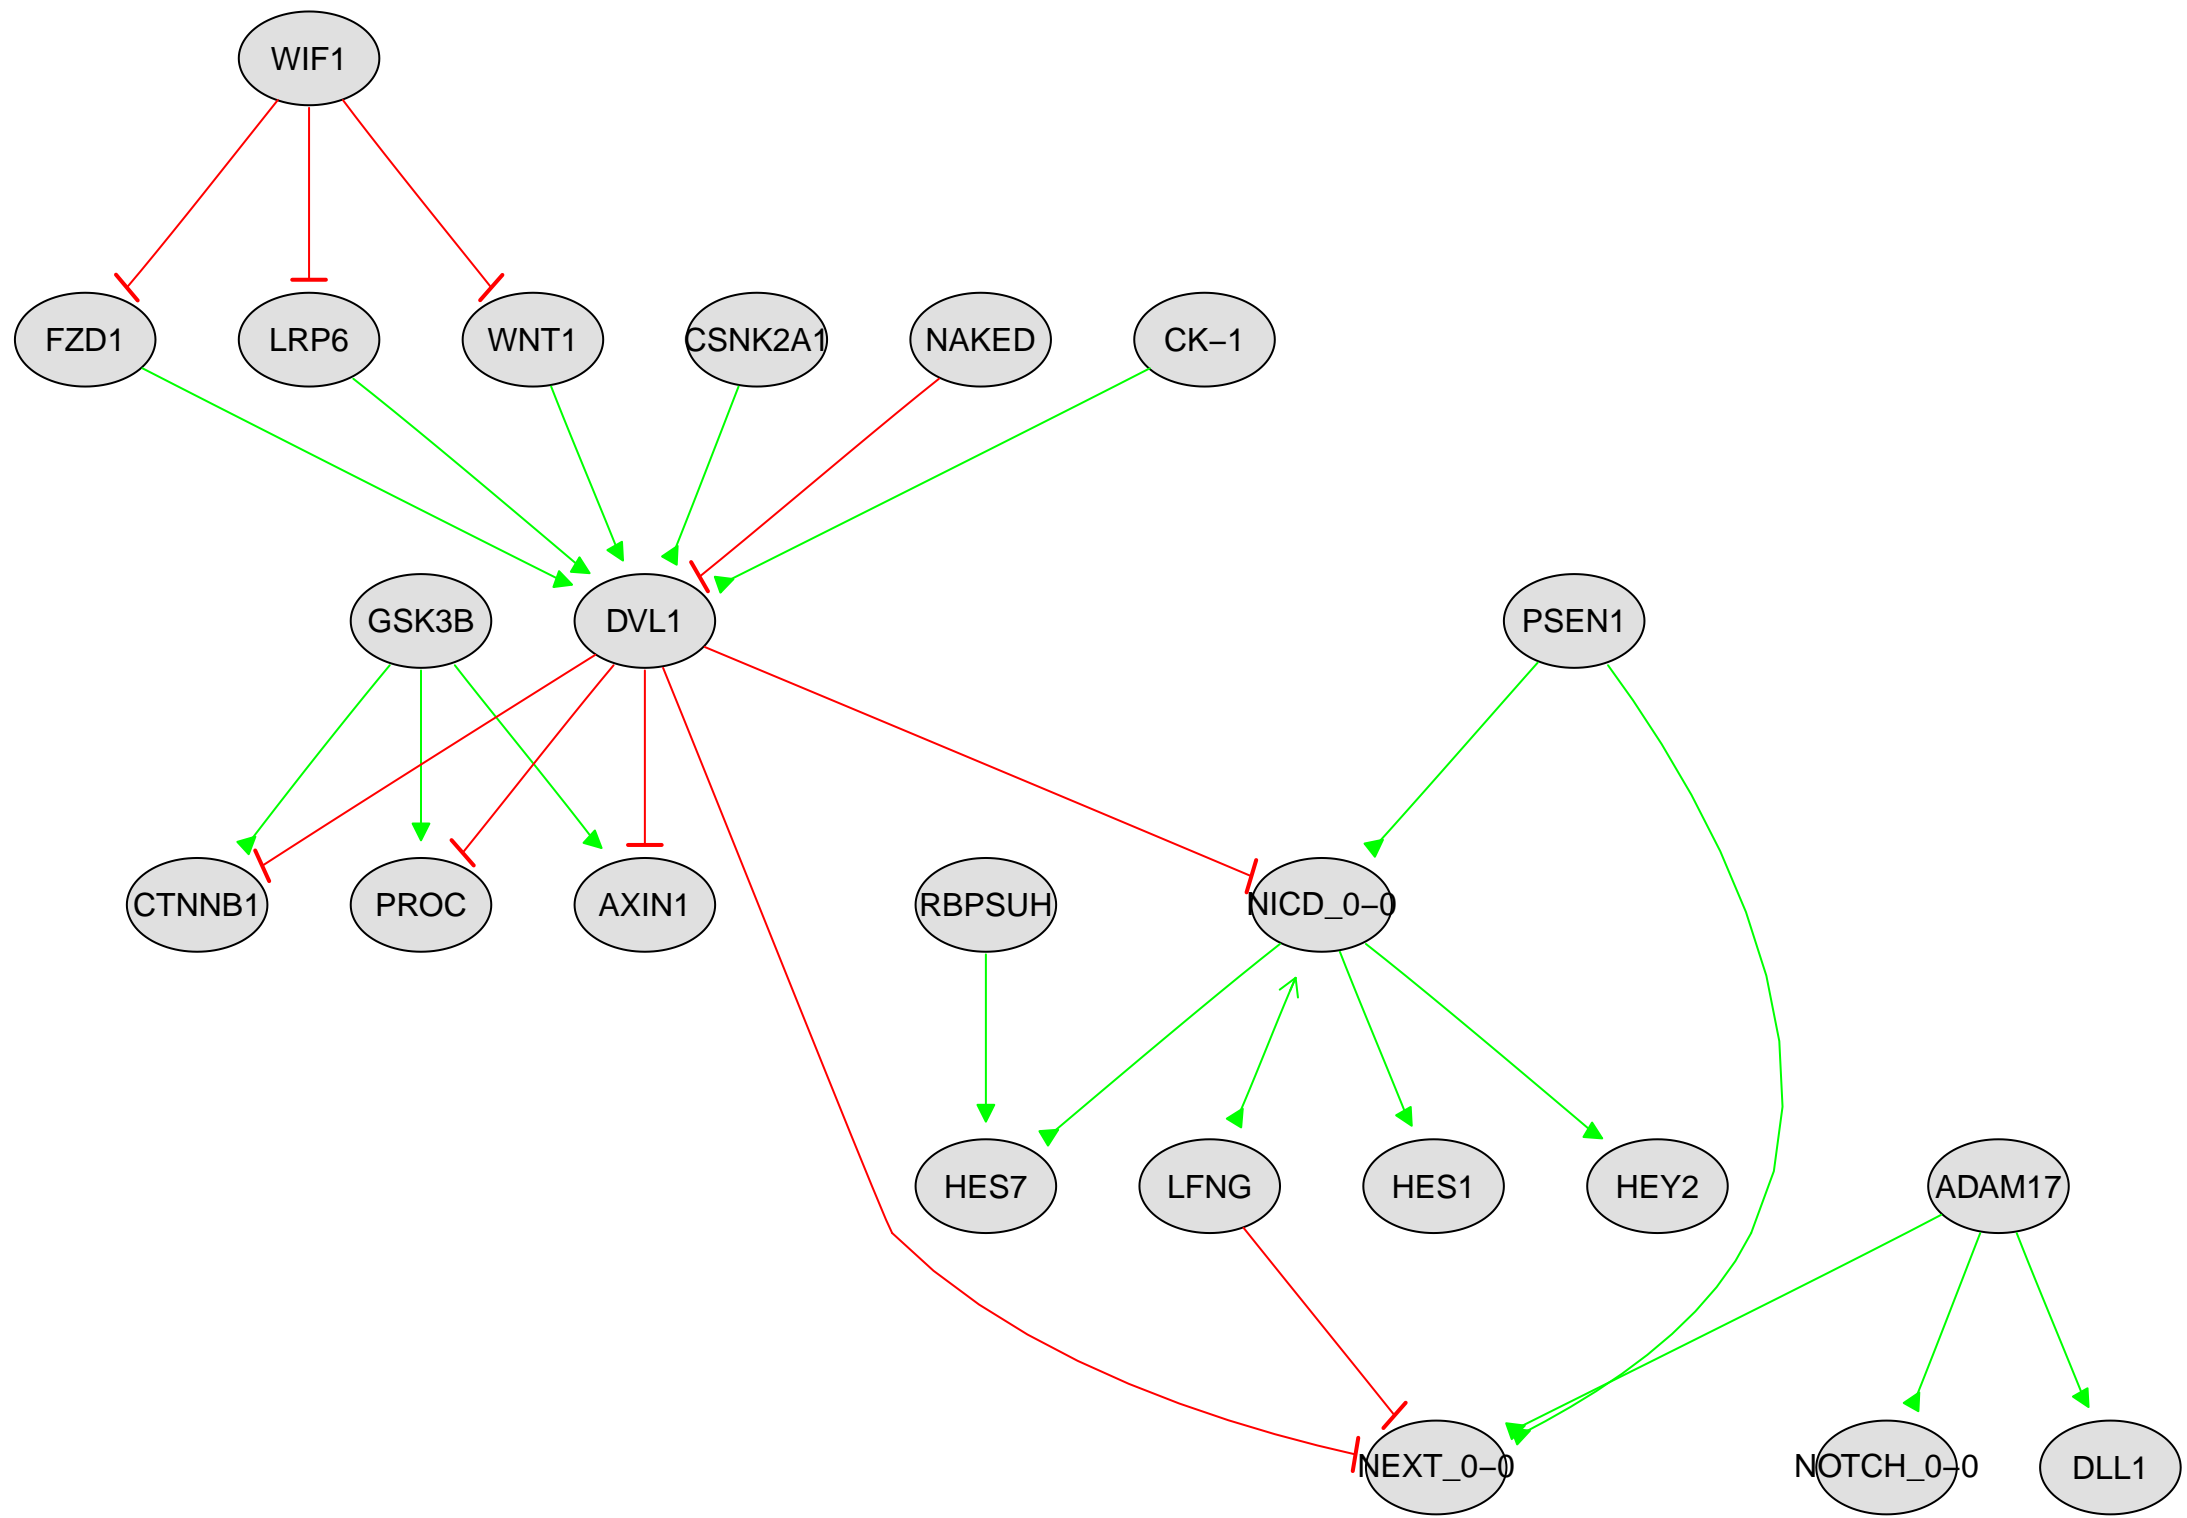 WIF1
FZD1
LRP6
WNT1
CSNK2A1
NAKED
CK–1
GSK3B
DVL1
PSEN1
CTNNB1
PROC
AXIN1
RBPSUH
NICD_0–0
HES7
LFNG
HES1
HEY2
ADAM17
NEXT_0–0
NOTCH_0–0
DLL1